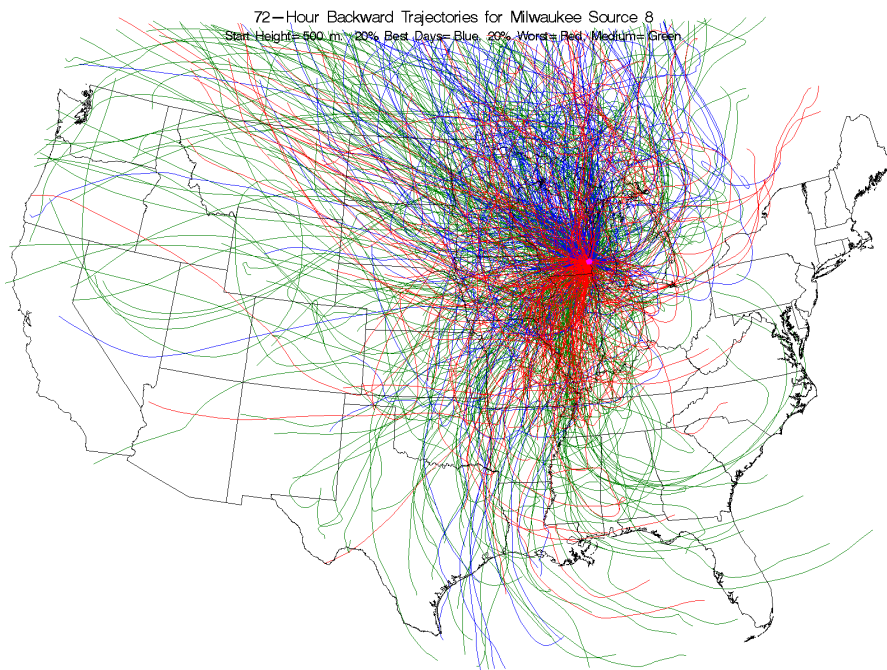 72-Hour Backward Trajectories for Milwaukee Source 8
Start Height= 500 m. 20% Best Days= Blue, 20% Worst= Red, Medium= Green